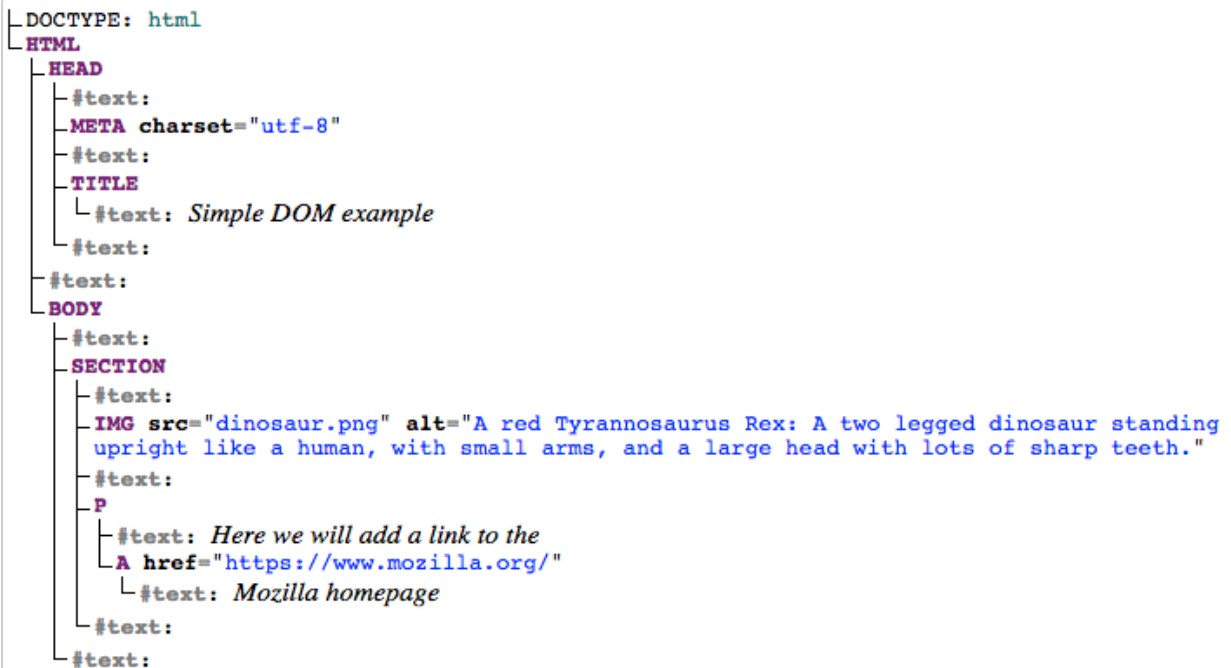 DOCTYPE: html
HTML
HEAD
#text:
META charset="utf-8"
#text:
TITLE
#text: Simple DOM example
#text:
#text:
BODY
#text:
SECTION
#text:
IMG src="dinosaur.png" alt="A red Tyrannosaurus Rex: A two legged dinosaur standing
upright like a human, with small arms, and a large head with lots of sharp teeth."
#text:
P
#text: Here we will add a link to the
A href="https://www.mozilla.org/"
#text: Mozilla homepage
#text:
#text: